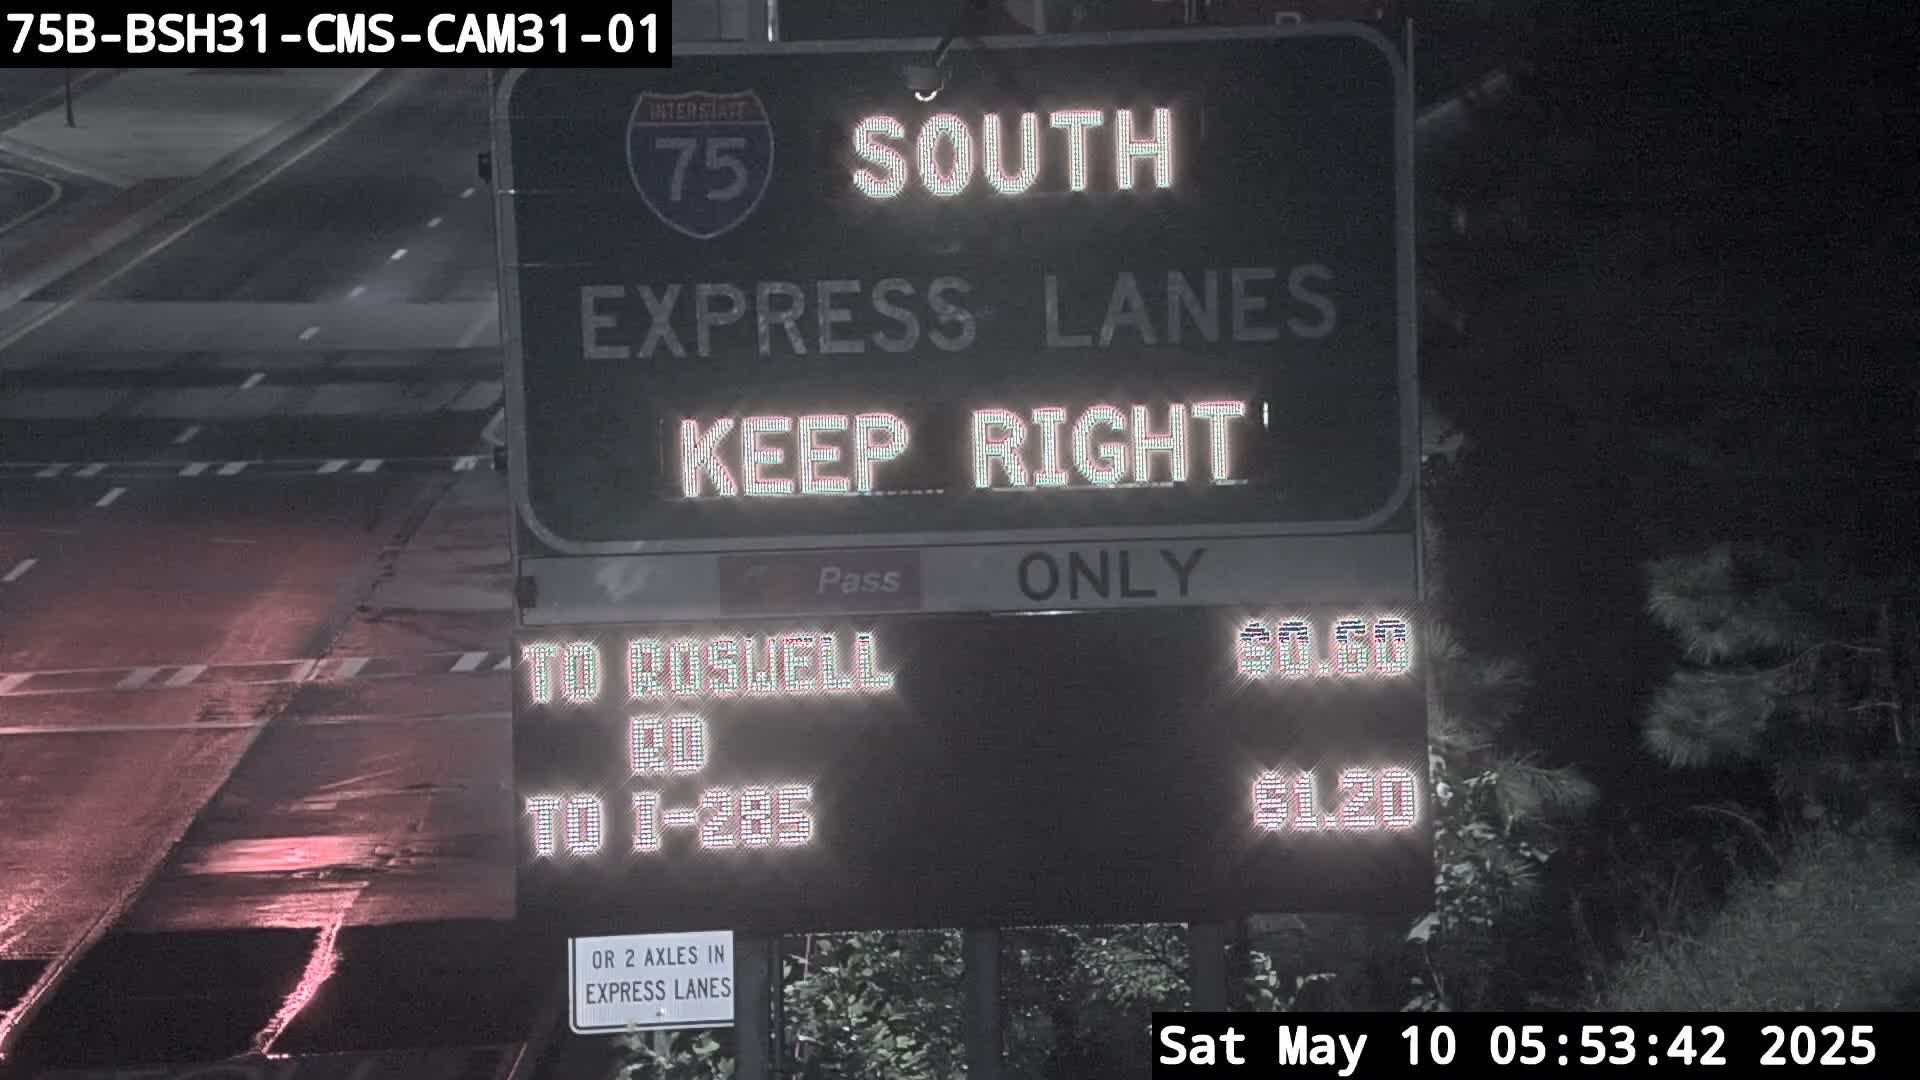 75B-BSH31-CMS-CAM31-01
INTERSTATE
75
SOUTH
EXPRESS LANES
KEEP RIGHT
Pass ONLY
TO ROSWELL $0.60
RD
TO I-285 $1.20
OR 2 AXLES IN
EXPRESS LANES
Sat May 10 05:53:42 2025